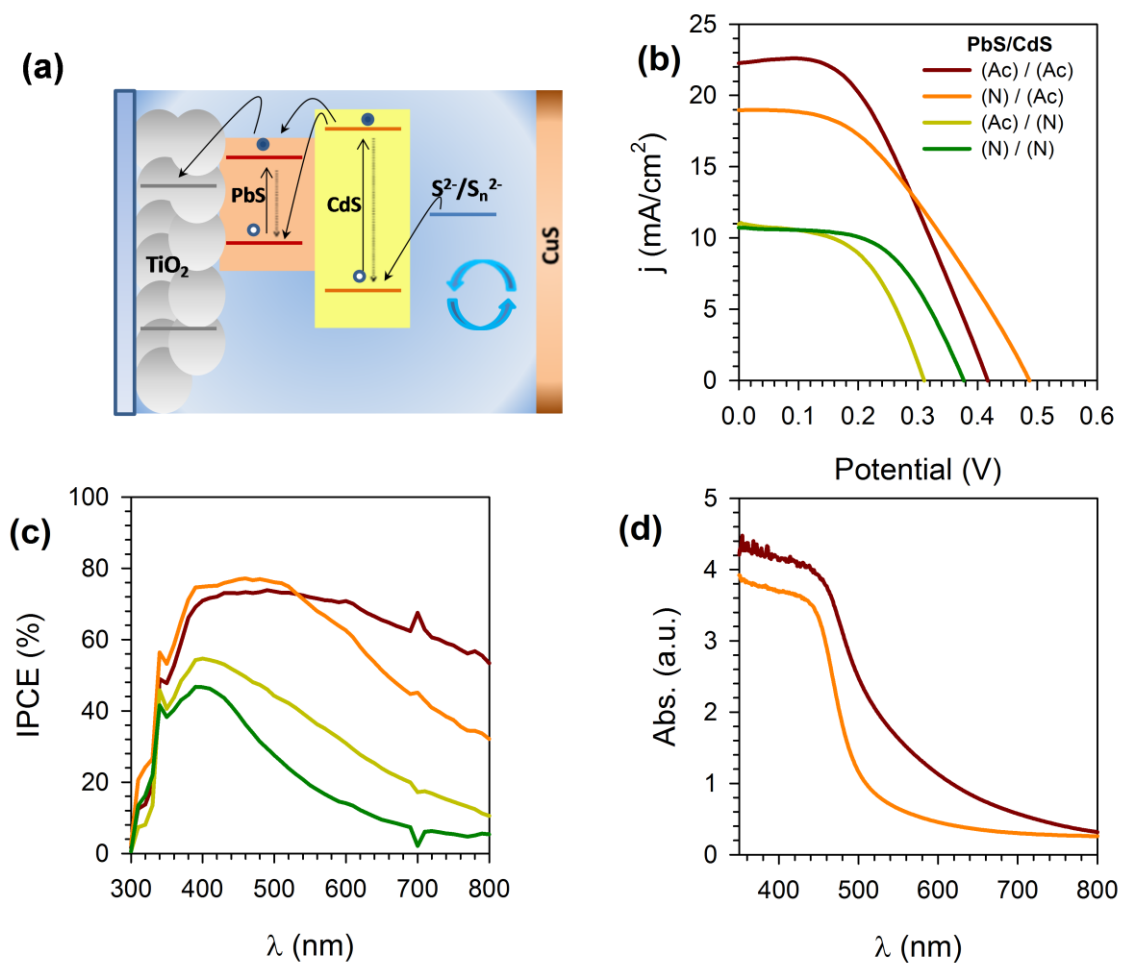 (a)
PbS
CdS
S²⁻/Sₙ²⁻
TiO₂
CuS
(b)
PbS/CdS
(Ac) / (Ac)
(N) / (Ac)
(Ac) / (N)
(N) / (N)
j (mA/cm²)
25
20
15
10
5
0
0.0 0.1 0.2 0.3 0.4 0.5 0.6
Potential (V)
(c)
IPCE (%)
100
80
60
40
20
0
300 400 500 600 700 800
λ (nm)
(d)
Abs. (a.u.)
5
4
3
2
1
0
400 500 600 700 800
λ (nm)